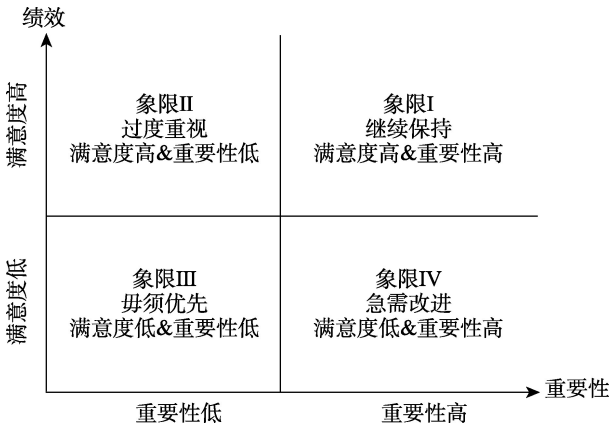 绩效
满意度高
象限II
过度重视
满意度高&重要性低
象限I
继续保持
满意度高&重要性高
满意度低
象限III
毋须优先
满意度低&重要性低
象限IV
急需改进
满意度低&重要性高
重要性
重要性低
重要性高